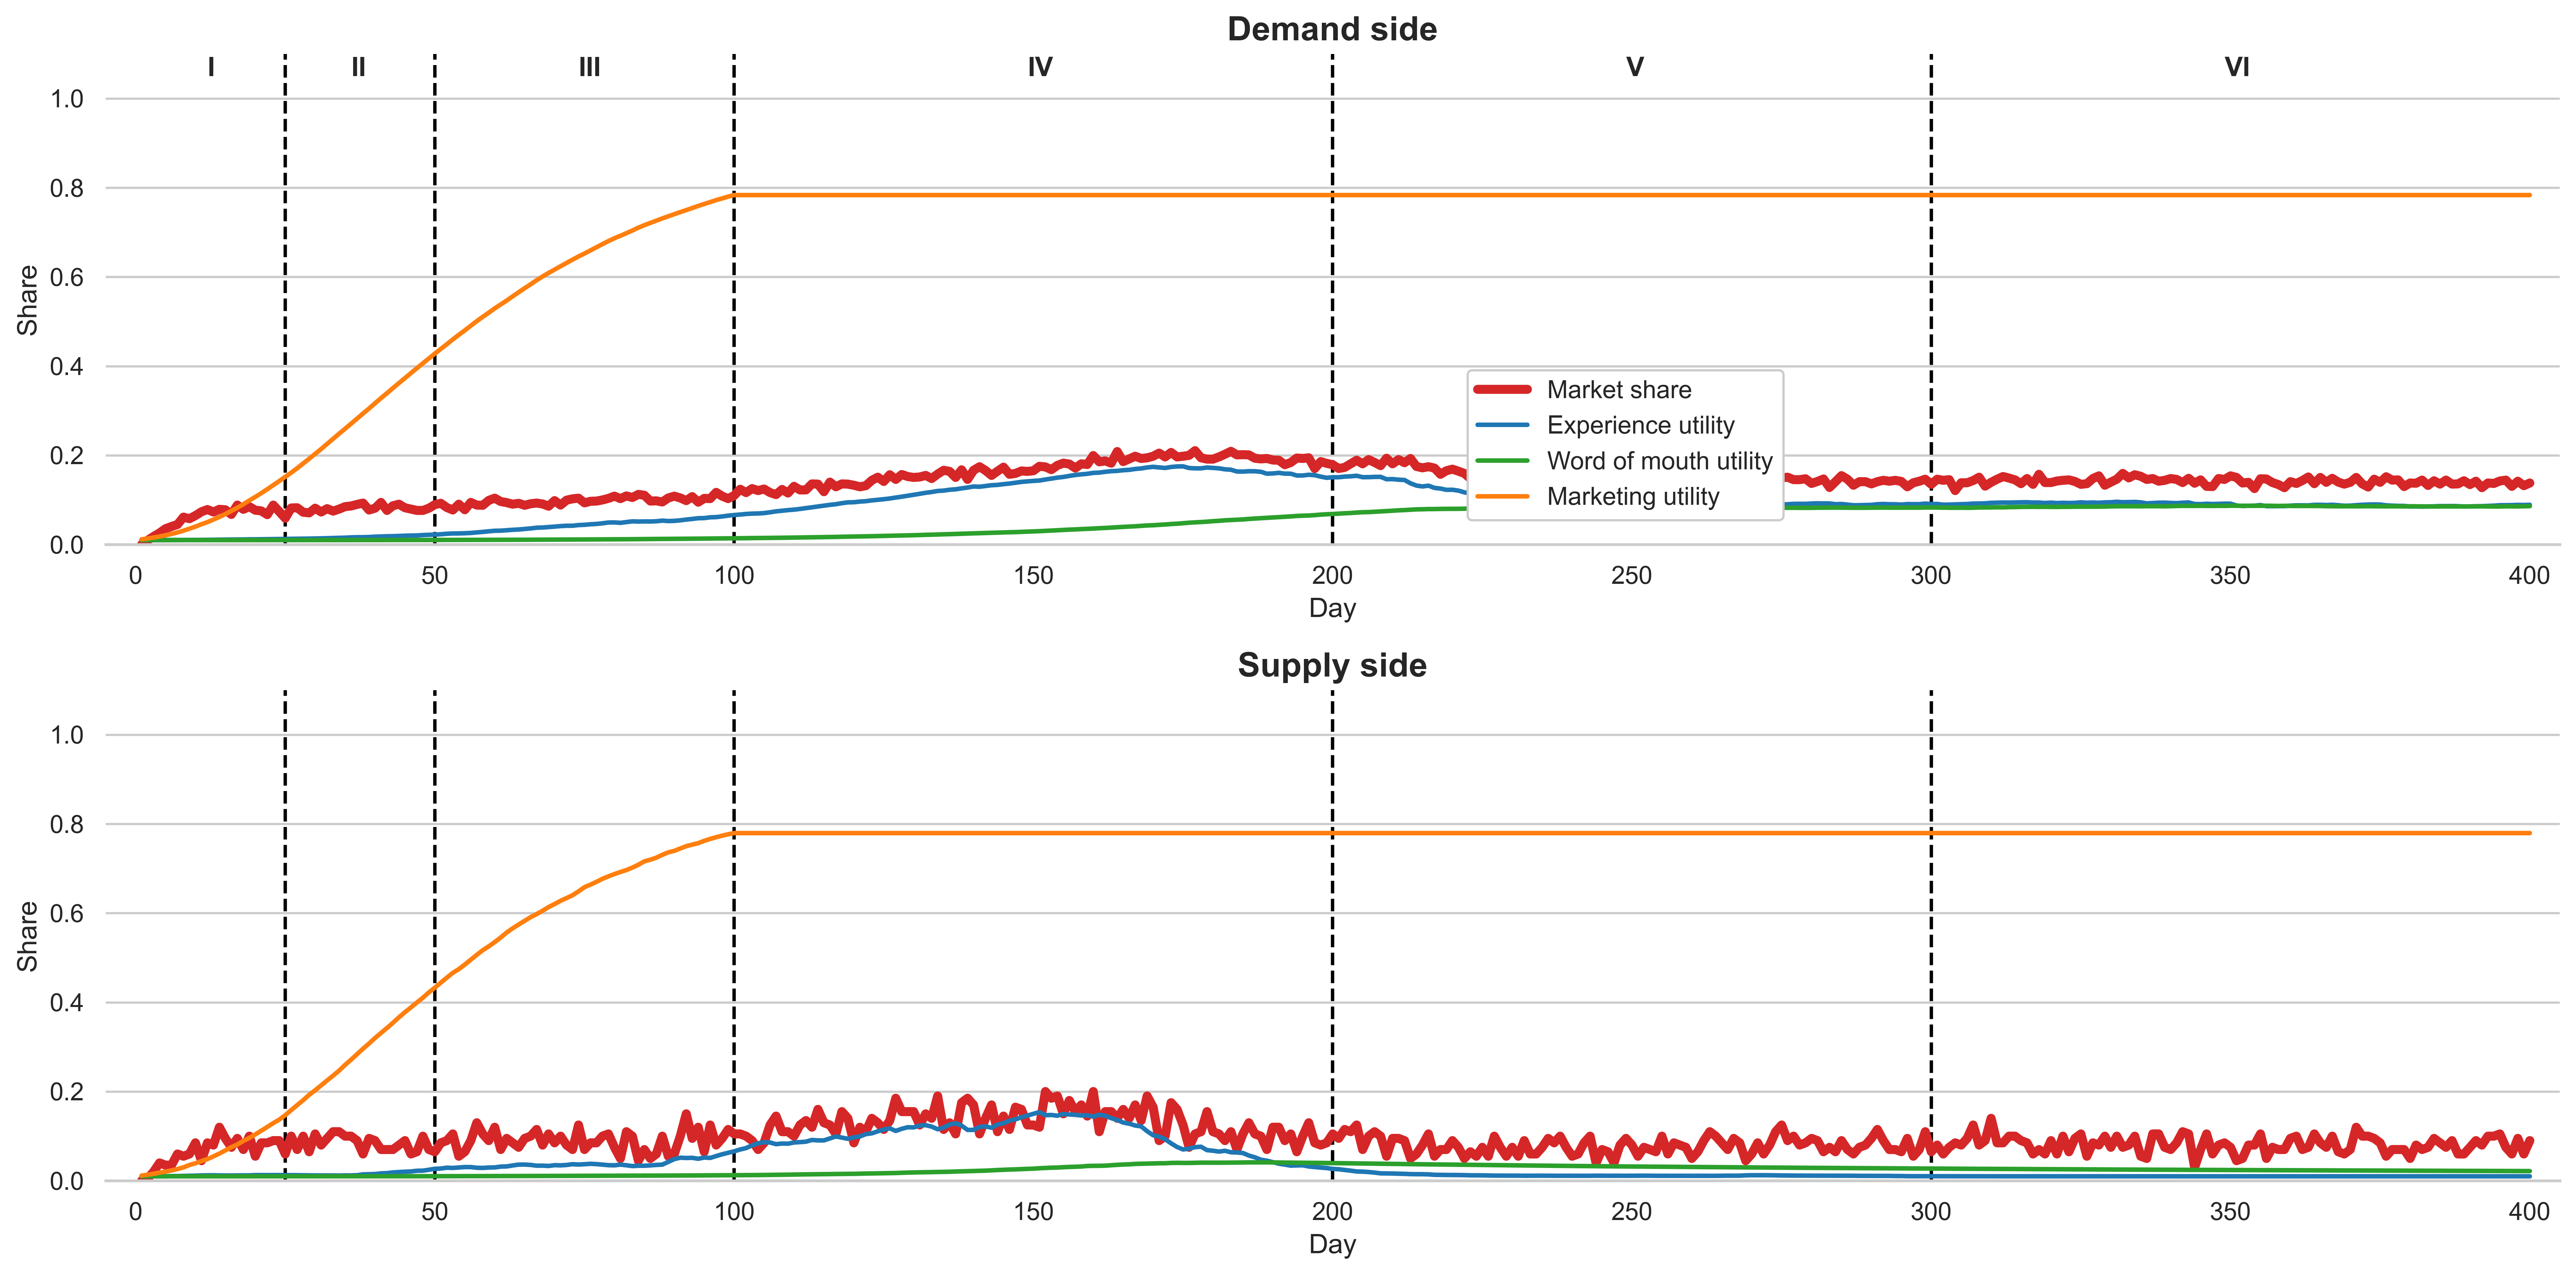 Demand side
I II III IV V VI
1.0
0.8
0.6
0.4
0.2
0.0
Share
Market share
Experience utility
Word of mouth utility
Marketing utility
0 50 100 150 200 250 300 350 400
Day
Supply side
1.0
0.8
0.6
0.4
0.2
0.0
Share
0 50 100 150 200 250 300 350 400
Day